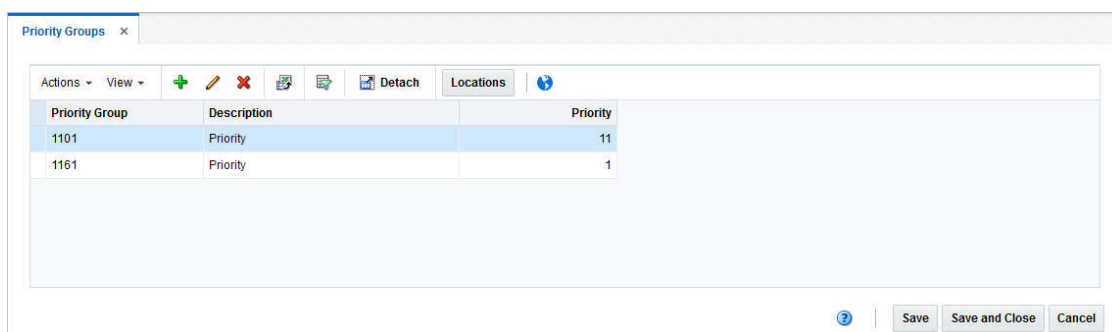 Priority Groups
Actions View Detach Locations
Priority Group Description Priority
1101 Priority 11
1161 Priority 1
Save Save and Close Cancel